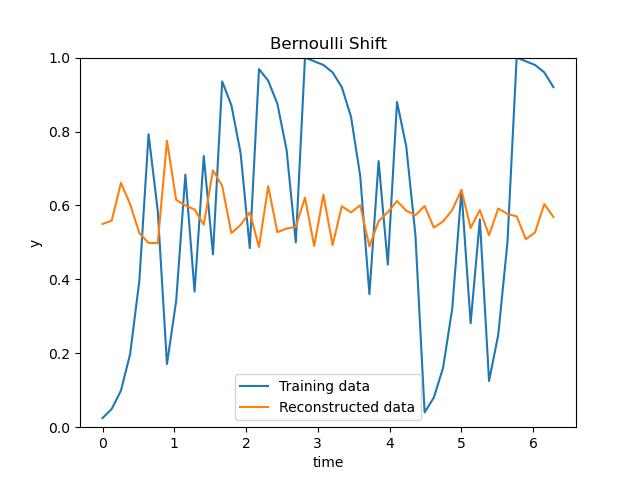 Bernoulli Shift
1.0
0.8
0.6
0.4
0.2
0.0
y
Training data
Reconstructed data
0 1 2 3 4 5 6
time